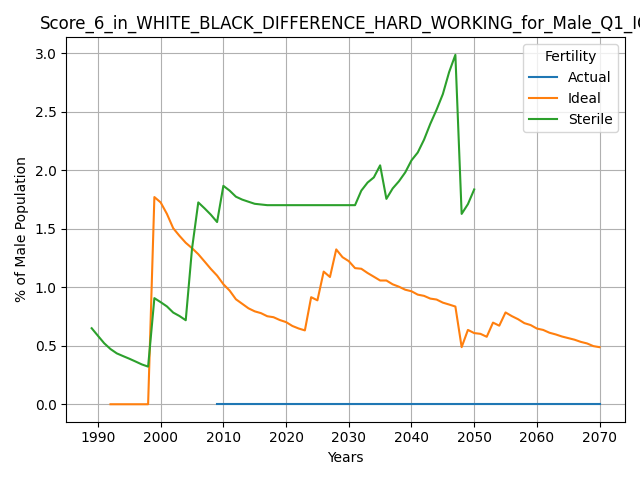 Score_6_in_WHITE_BLACK_DIFFERENCE_HARD_WORKING_for_Male_Q1_IC
Fertility
Actual
Ideal
Sterile
% of Male Population
3.0
2.5
2.0
1.5
1.0
0.5
0.0
1990 2000 2010 2020 2030 2040 2050 2060 2070
Years